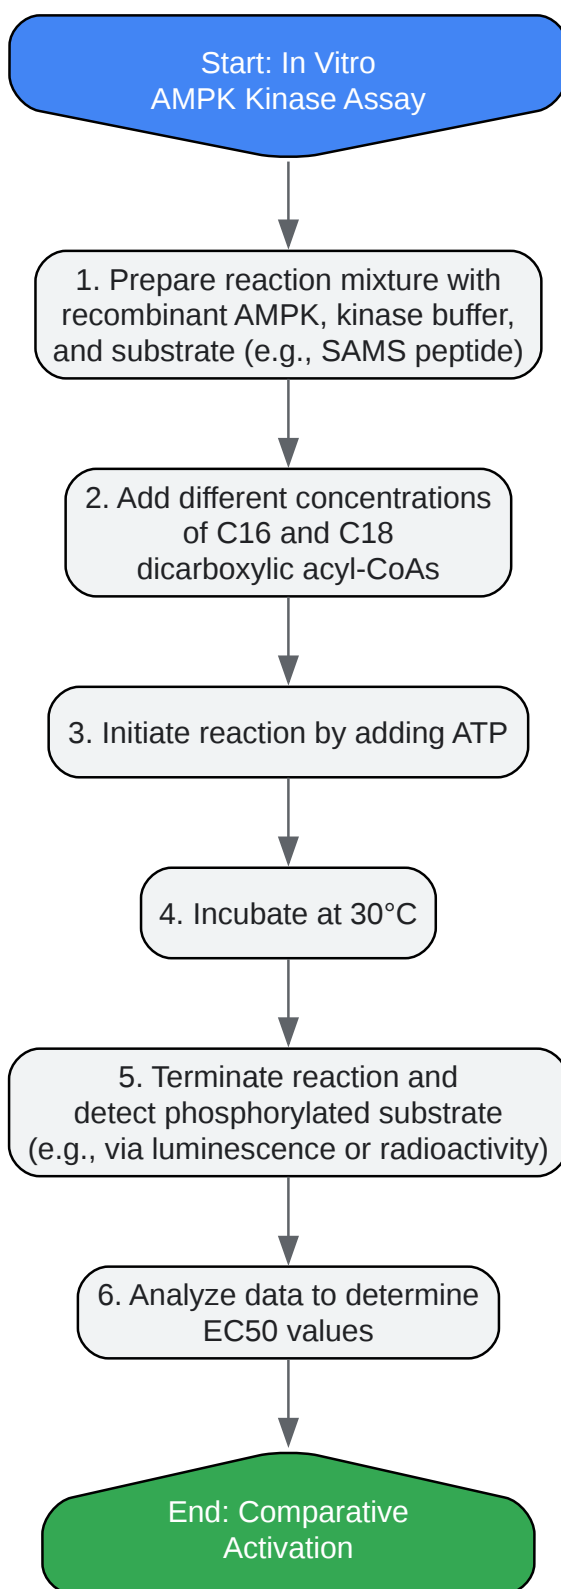 Start: In Vitro
AMPK Kinase Assay
1. Prepare reaction mixture with
recombinant AMPK, kinase buffer,
and substrate (e.g., SAMS peptide)
2. Add different concentrations
of C16 and C18
dicarboxylic acyl-CoAs
3. Initiate reaction by adding ATP
4. Incubate at 30°C
5. Terminate reaction and
detect phosphorylated substrate
(e.g., via luminescence or radioactivity)
6. Analyze data to determine
EC50 values
End: Comparative
Activation